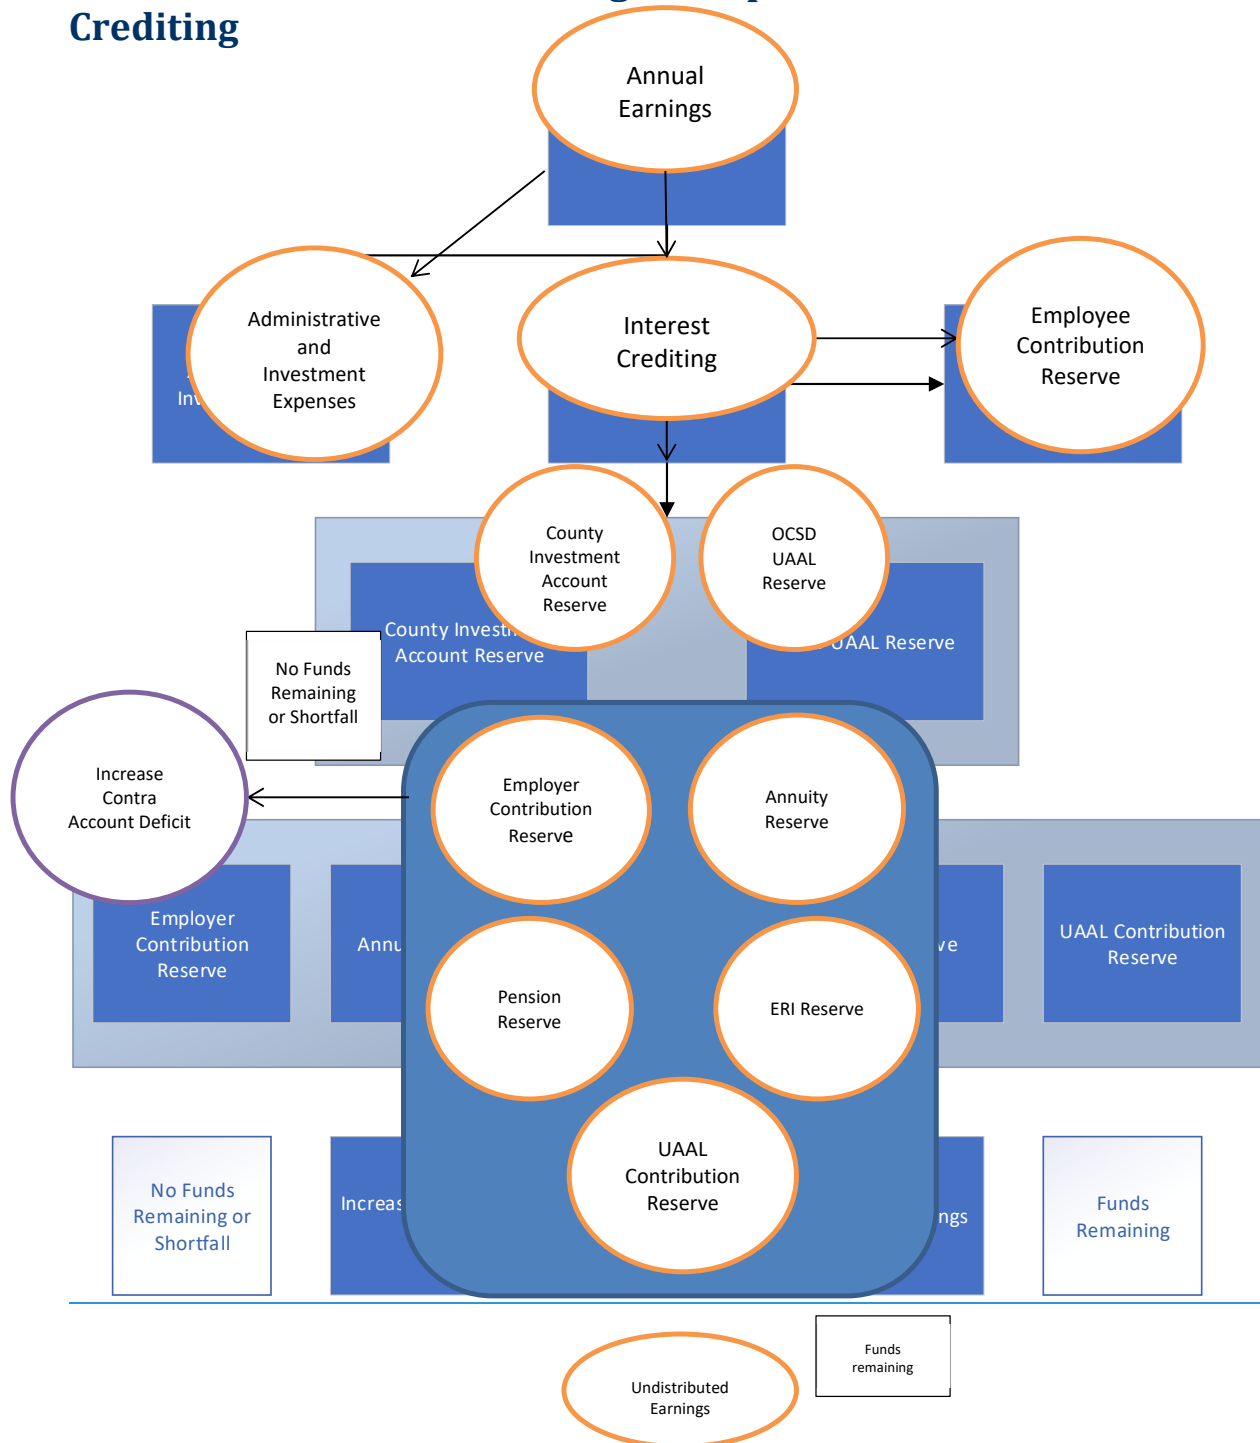 Crediting
Annual
Earnings
Administrative
and
Investment
Expenses
Interest
Crediting
Employee
Contribution
Reserve
County
Investment
Account
Reserve
OCSD
UAAL
Reserve
Account Reserve
UAAL Reserve
No Funds
Remaining
or Shortfall
Increase
Contra
Account Deficit
Employer
Contribution
Reserve
Annuity
Reserve
Employer
Contribution
Reserve
UAAL Contribution
Reserve
Pension
Reserve
ERI Reserve
UAAL
Contribution
Reserve
No Funds
Remaining or
Shortfall
Funds
Remaining
Undistributed
Earnings
Funds
remaining